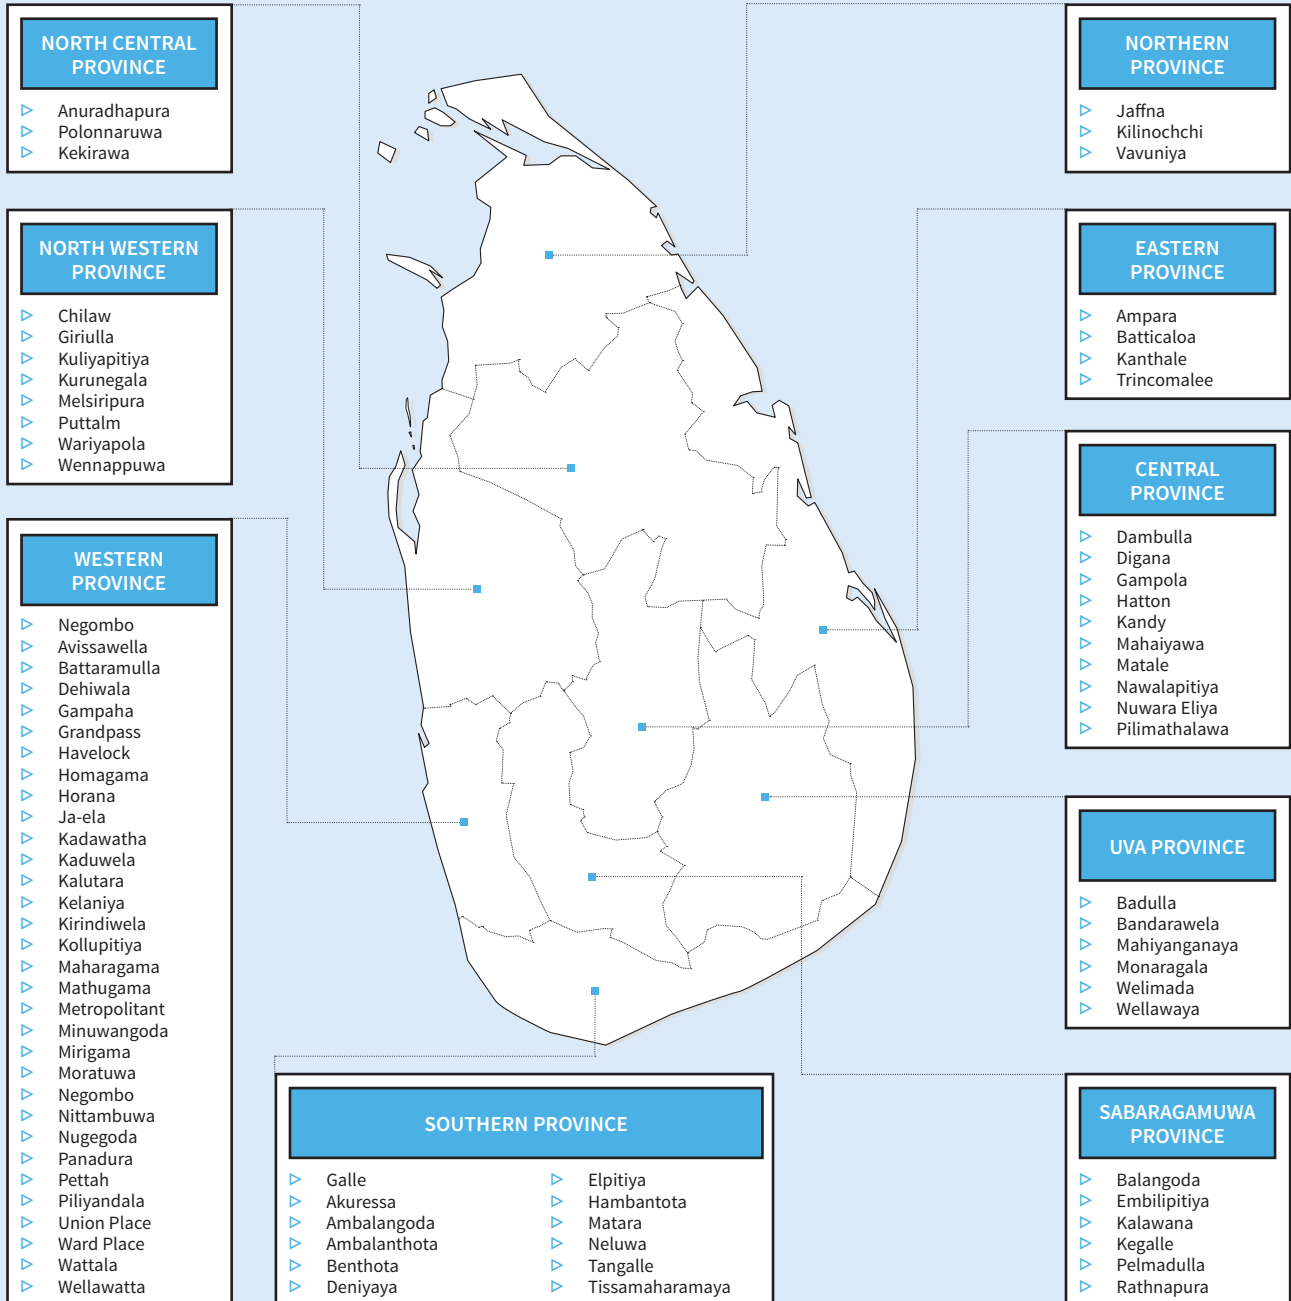 NORTH CENTRAL
PROVINCE
Anuradhapura
Polonnaruwa
Kekirawa
NORTH WESTERN
PROVINCE
Chilaw
Giriulla
Kuliyapitiya
Kurunegala
Melsiripura
Puttalm
Wariyapola
Wennappuwa
WESTERN
PROVINCE
Negombo
Avissawella
Battaramulla
Dehiwala
Gampaha
Grandpass
Havelock
Homagama
Horana
Ja-ela
Kadawatha
Kaduwela
Kalutara
Kelaniya
Kirindiwela
Kollupitiya
Maharagama
Mathugama
Metropolitant
Minuwangoda
Mirigama
Moratuwa
Negombo
Nittambuwa
Nugegoda
Panadura
Pettah
Piliyandala
Union Place
Ward Place
Wattala
Wellawatta
SOUTHERN PROVINCE
Galle
Akuressa
Ambalangoda
Ambalanthota
Benthota
Deniyaya
Elpitiya
Hambantota
Matara
Neluwa
Tangalle
Tissamaharamaya
NORTHERN
PROVINCE
Jaffna
Kilinochchi
Vavuniya
EASTERN
PROVINCE
Ampara
Batticaloa
Kanthale
Trincomalee
CENTRAL
PROVINCE
Dambulla
Digana
Gampola
Hatton
Kandy
Mahaiyawa
Matale
Nawalapitiya
Nuwara Eliya
Pilimathalawa
UVA PROVINCE
Badulla
Bandarawela
Mahiyanganaya
Monaragala
Welimada
Wellawaya
SABARAGAMUWA
PROVINCE
Balangoda
Embilipitiya
Kalawana
Kegalle
Pelmadulla
Rathnapura